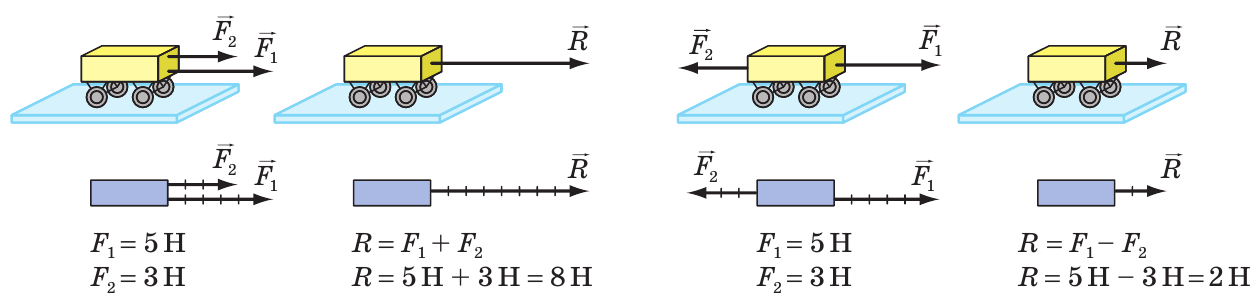 F⃗₂ F⃗₁ R⃗ F⃗₂ F⃗₁ R⃗
F⃗₂ F⃗₁ R⃗ F⃗₂ F⃗₁ R⃗
F₁ = 5 Н
F₂ = 3 Н
R = F₁ + F₂
R = 5 Н + 3 Н = 8 Н
F₁ = 5 Н
F₂ = 3 Н
R = F₁ − F₂
R = 5 Н − 3 Н = 2 Н